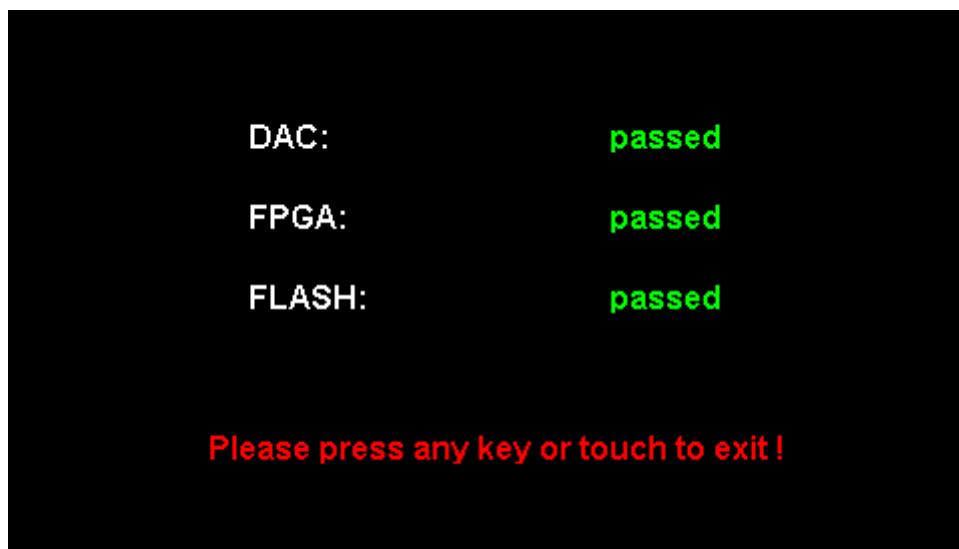 DAC: passed
FPGA: passed
FLASH: passed
Please press any key or touch to exit !